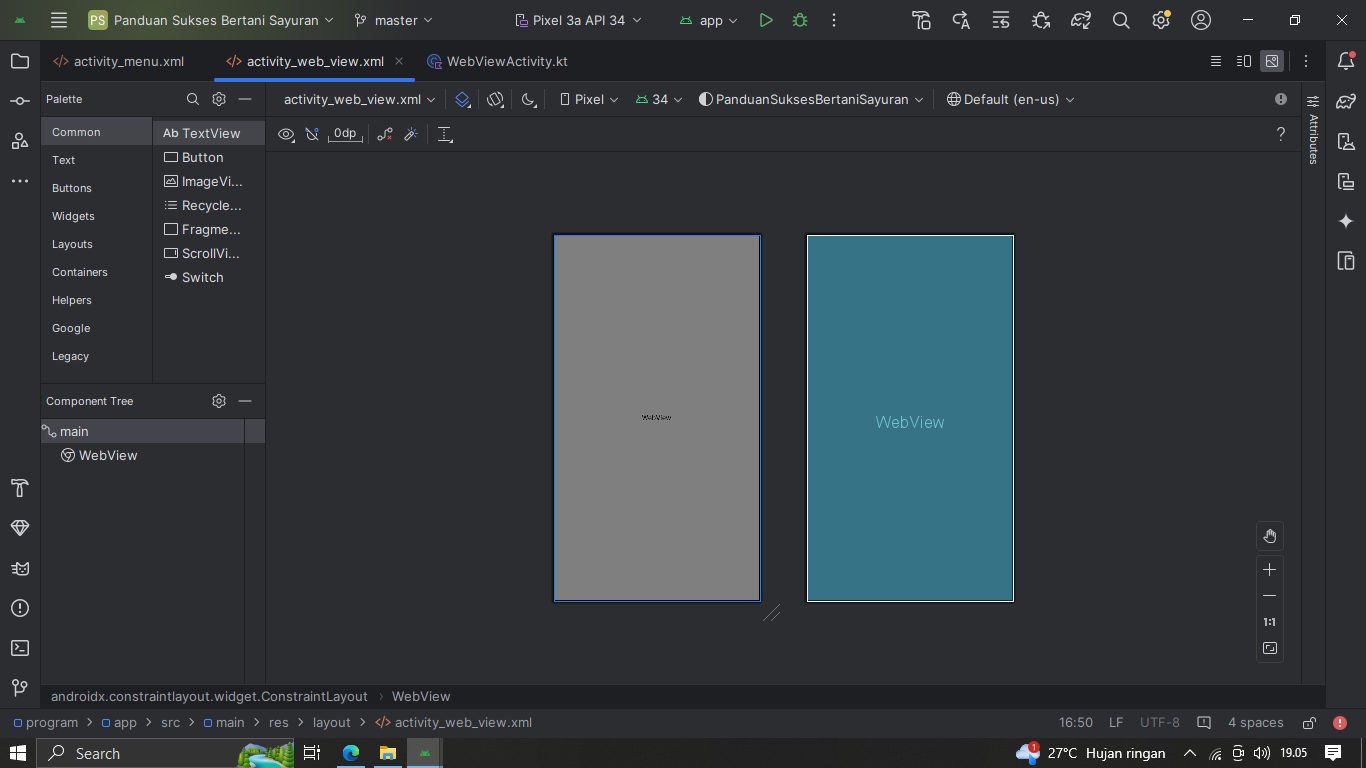 PS Panduan Sukses Bertani Sayuran master Pixel 3a API 34 app
activity_menu.xml activity_web_view.xml WebViewActivity.kt
Palette activity_web_view.xml Pixel 34 PanduanSuksesBertaniSayuran Default (en-us)
Common
Text
Buttons
Widgets
Layouts
Containers
Helpers
Google
Legacy
Ab TextView
Button
ImageVi...
Recycle...
Fragme...
ScrollVi...
Switch
0dp
?
Attributes
WebView
WebView
1:1
Component Tree
main
WebView
androidx.constraintlayout.widget.ConstraintLayout WebView
program app src main res layout activity_web_view.xml 16:50 LF UTF-8 4 spaces
Search 1 27°C Hujan ringan 19.05